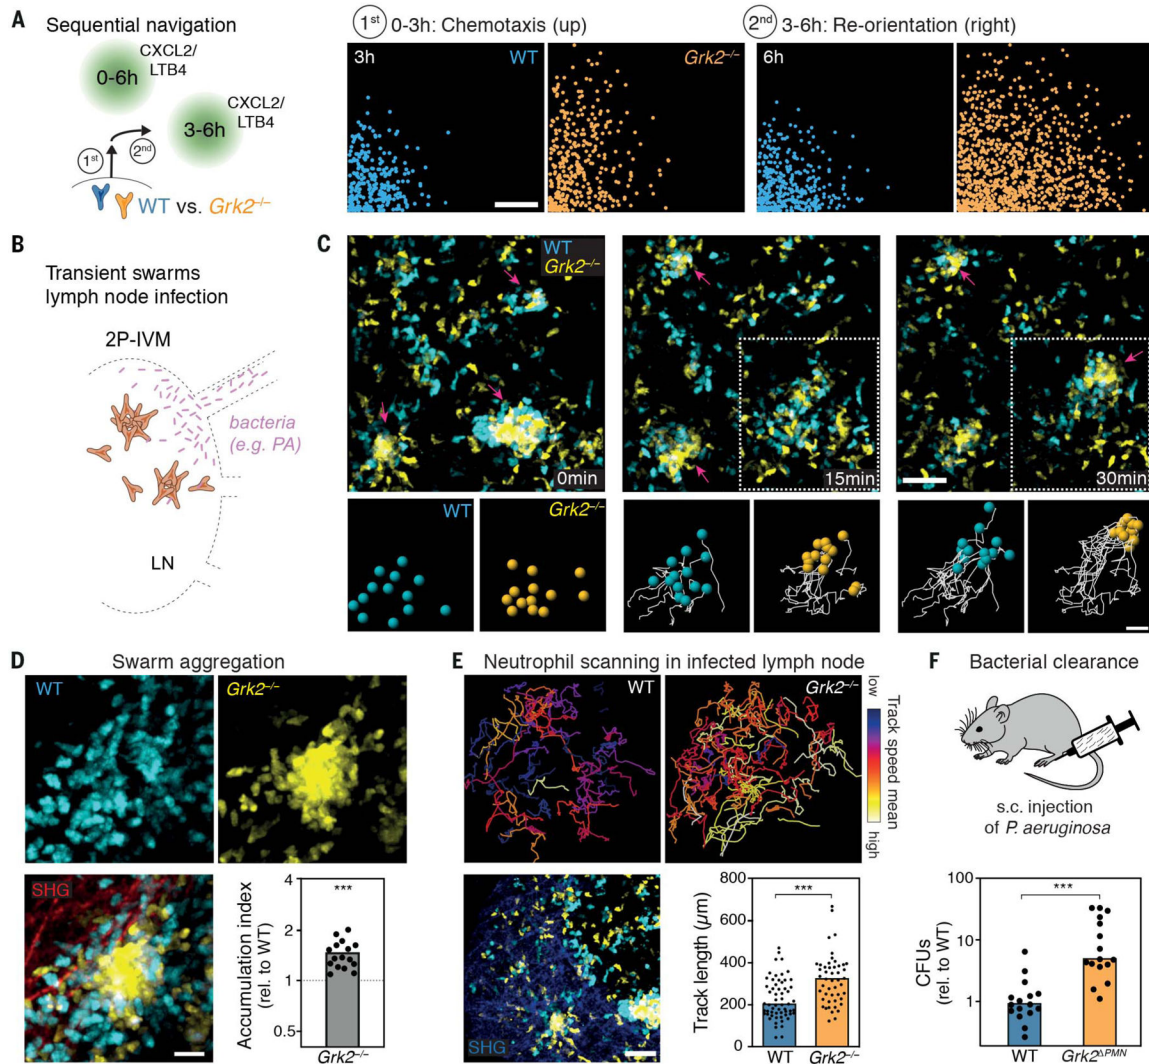 A
Sequential navigation
CXCL2/
LTB4
0-6h
CXCL2/
LTB4
3-6h
1st
2nd
WT vs. Grk2–/–
1st 0-3h: Chemotaxis (up)
2nd 3-6h: Re-orientation (right)
3h
WT
Grk2–/–
6h
B
Transient swarms
lymph node infection
2P-IVM
bacteria
(e.g. PA)
LN
C
WT
Grk2–/–
0min
15min
30min
WT
Grk2–/–
D
Swarm aggregation
WT
Grk2–/–
SHG
Accumulation index
(rel. to WT)
4
2
1
0.5
***
Grk2–/–
E
Neutrophil scanning in infected lymph node
WT
Grk2–/–
low
Track speed mean
high
SHG
Track length (µm)
800
600
400
200
0
***
WT
Grk2–/–
F
Bacterial clearance
s.c. injection
of P. aeruginosa
CFUs
(rel. to WT)
100
10
1
***
WT
Grk2ΔPMN